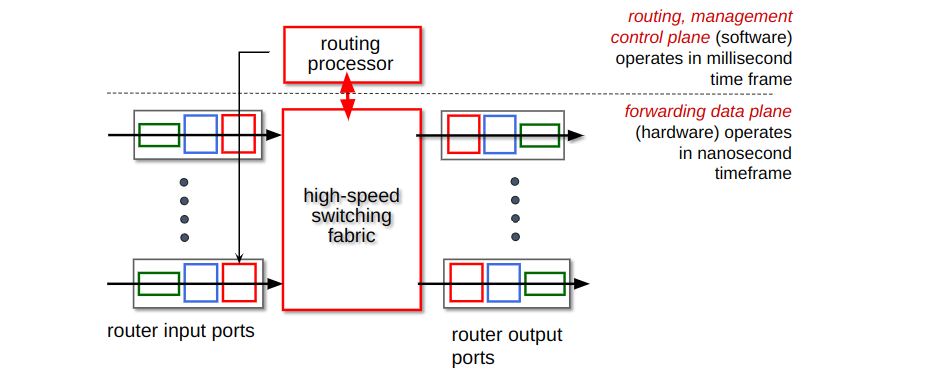 routing
processor
routing, management
control plane (software)
operates in millisecond
time frame
forwarding data plane
(hardware) operates
in nanosecond
timeframe
high-speed
switching
fabric
router input ports
router output
ports